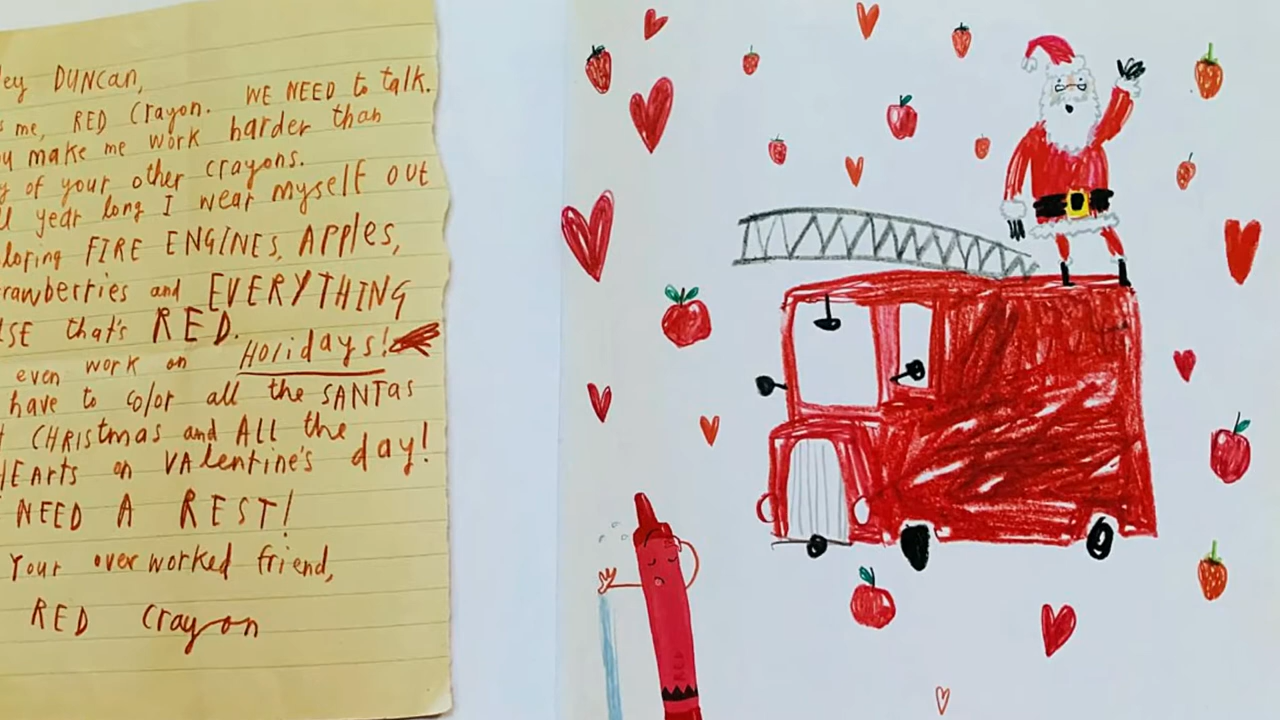 ey DUNCAN,
s me, RED Crayon. WE NEED to talk.
u make me work harder than
y of your other crayons.
l year long I wear myself out
loring FIRE ENGINES, APples,
rawberries and EVERYTHING
LSE that's RED.
even work on Holidays!
have to color all the SANTAs
t CHRistmas and All the
HEArts on VAlentine's day!
NEED A REST!
Your overworked friend,
RED Crayon
RED